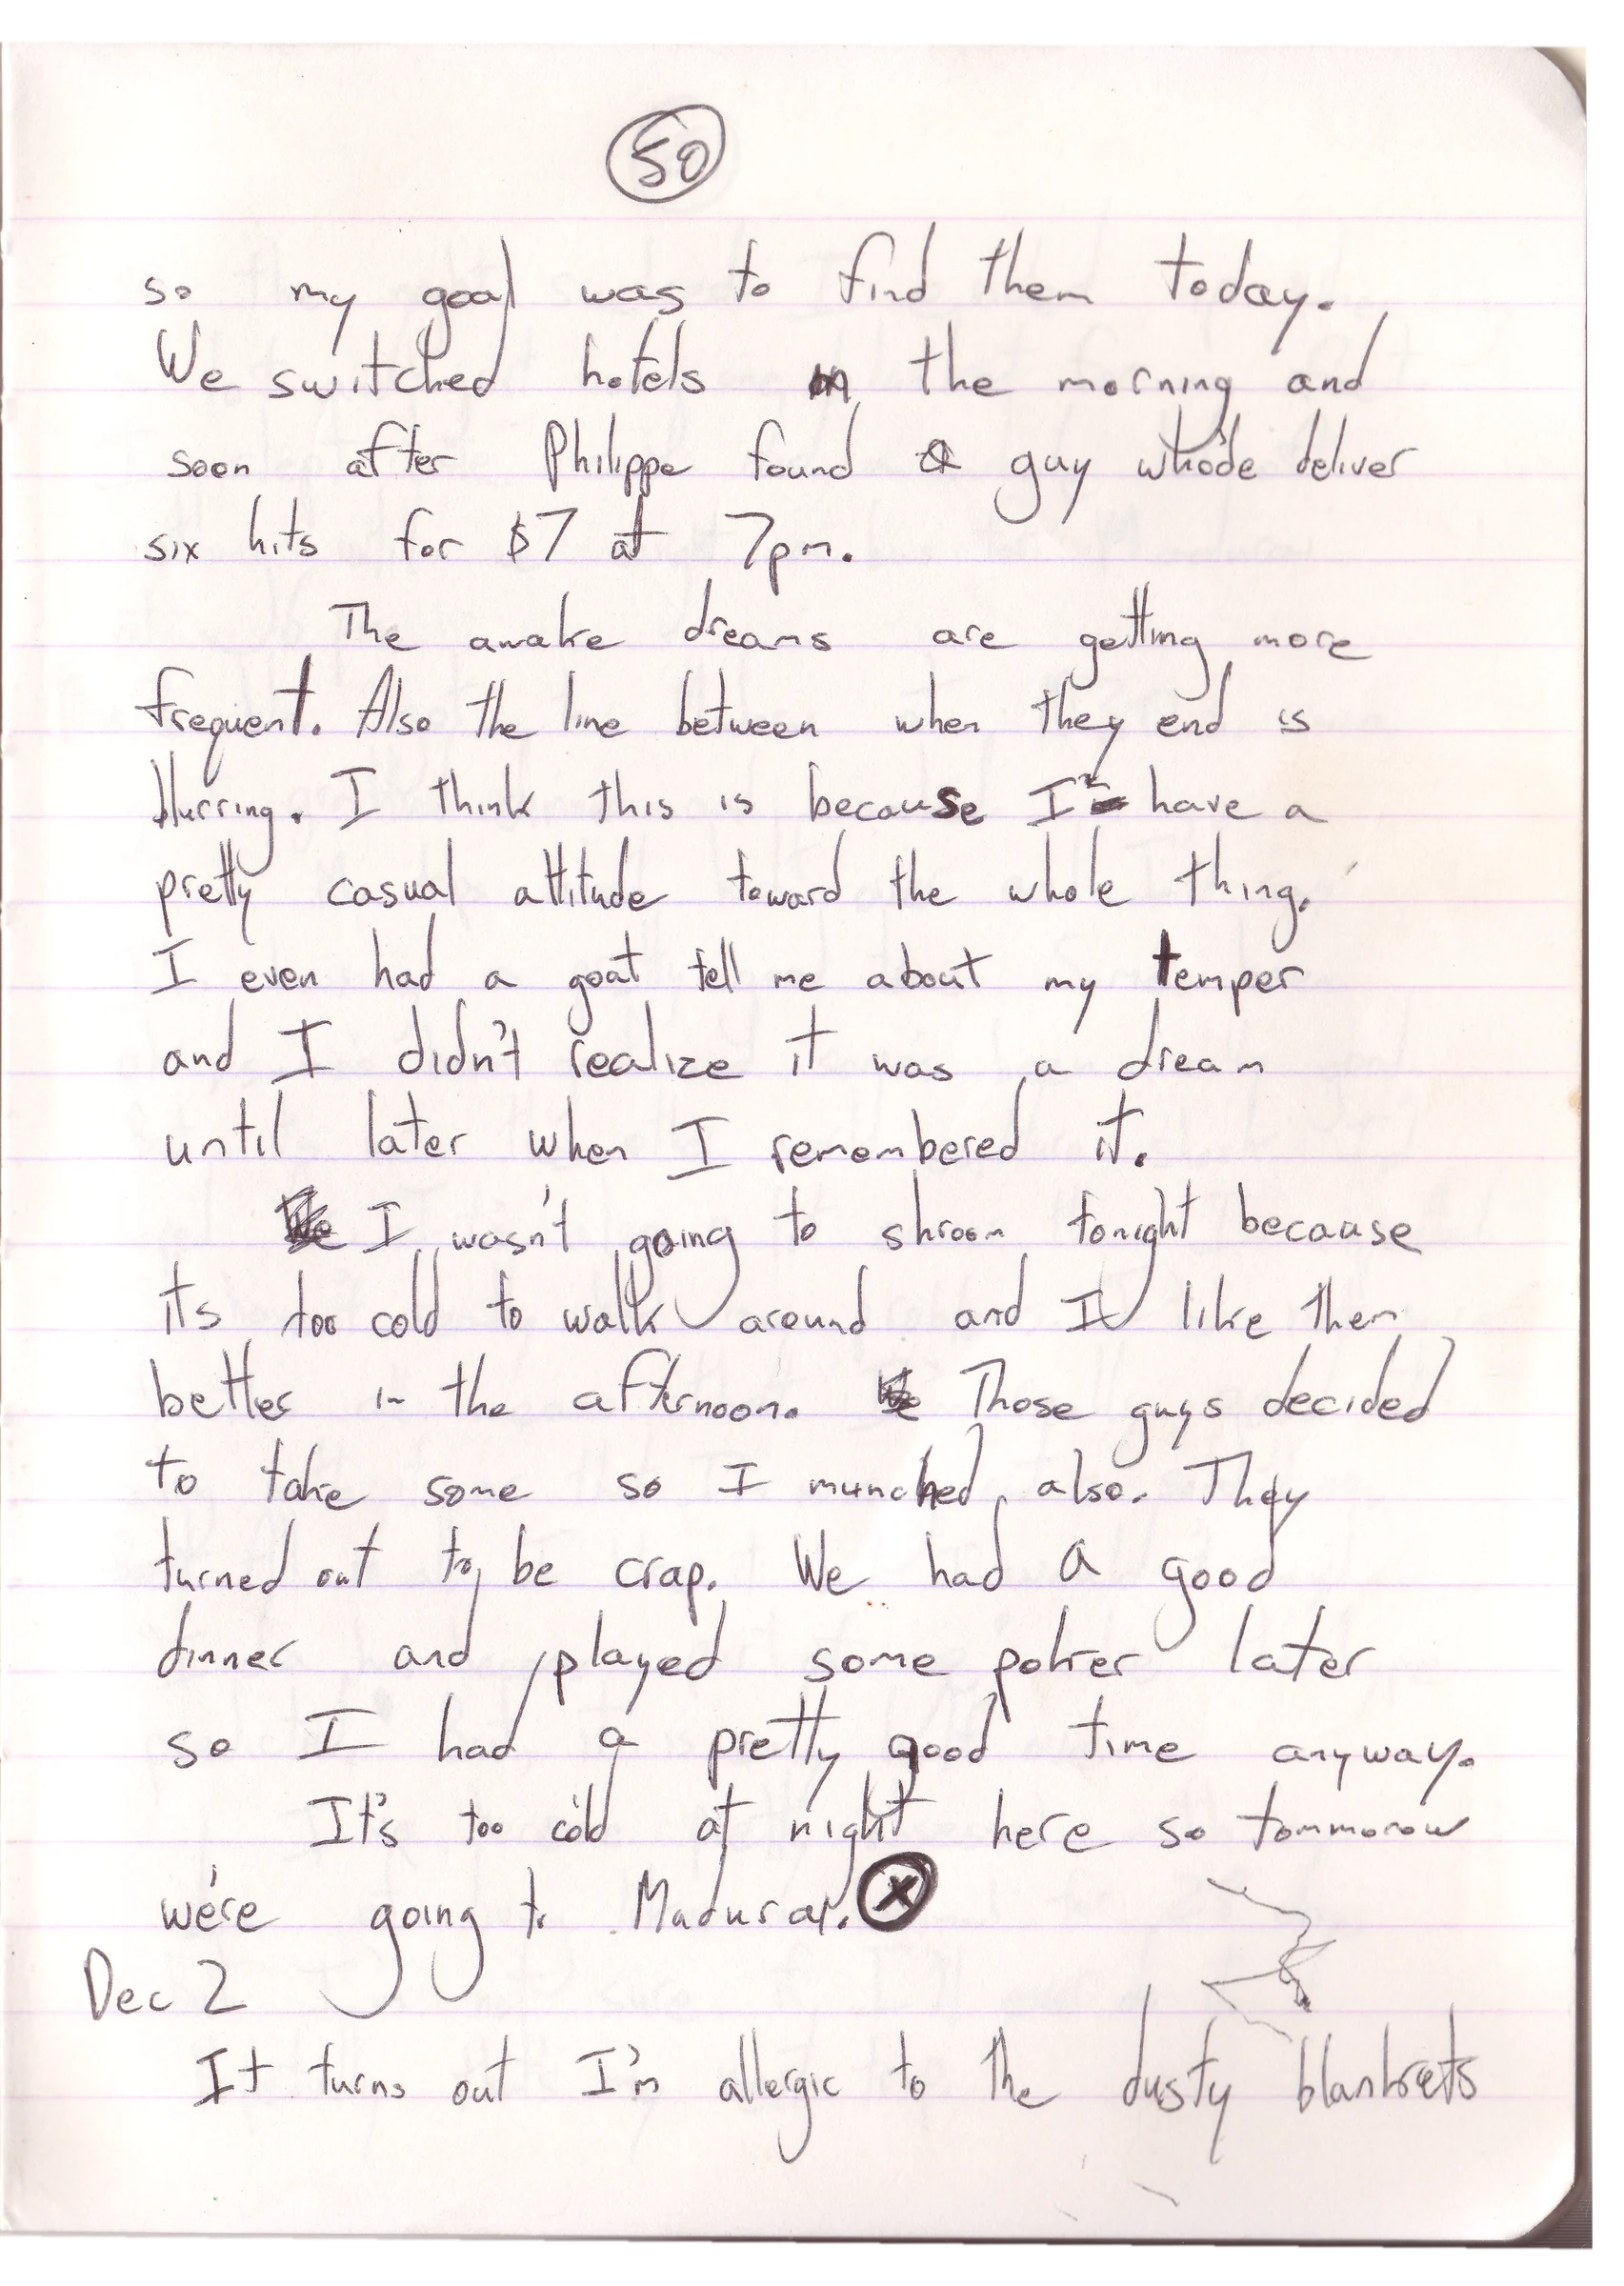 50
so my goal was to find them today.
We switched hotels in the morning and
soon after Philippe found a guy who'de deliver
six hits for $7 at 7pm.
The awake dreams are getting more
frequent. Also the line between when they end is
blurring. I think this is because I have a
pretty casual attitude toward the whole thing.
I even had a goat tell me about my temper
and I didn't realize it was a dream
until later when I remembered it.
I wasn't going to shroom tonight because
its too cold to walk around and I like them
better in the afternoon. Those guys decided
to take some so I munched also. They
turned out to be crap. We had a good
dinner and played some poker later
so I had a pretty good time anyway.
It's too cold at night here so tommorow
we're going to Madurai. X
Dec 2
It turns out I'm allergic to the dusty blankets